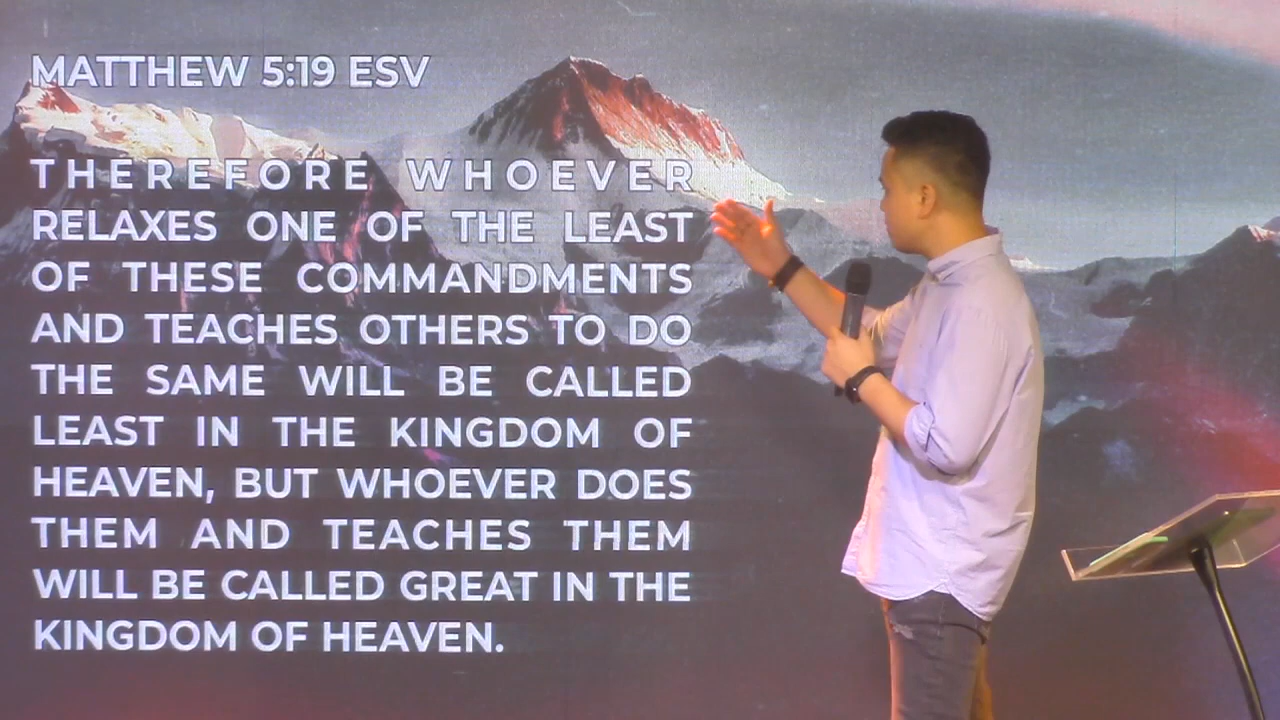 MATTHEW 5:19 ESV
THEREFORE WHOEVER
RELAXES ONE OF THE LEAST
OF THESE COMMANDMENTS
AND TEACHES OTHERS TO DO
THE SAME WILL BE CALLED
LEAST IN THE KINGDOM OF
HEAVEN, BUT WHOEVER DOES
THEM AND TEACHES THEM
WILL BE CALLED GREAT IN THE
KINGDOM OF HEAVEN.